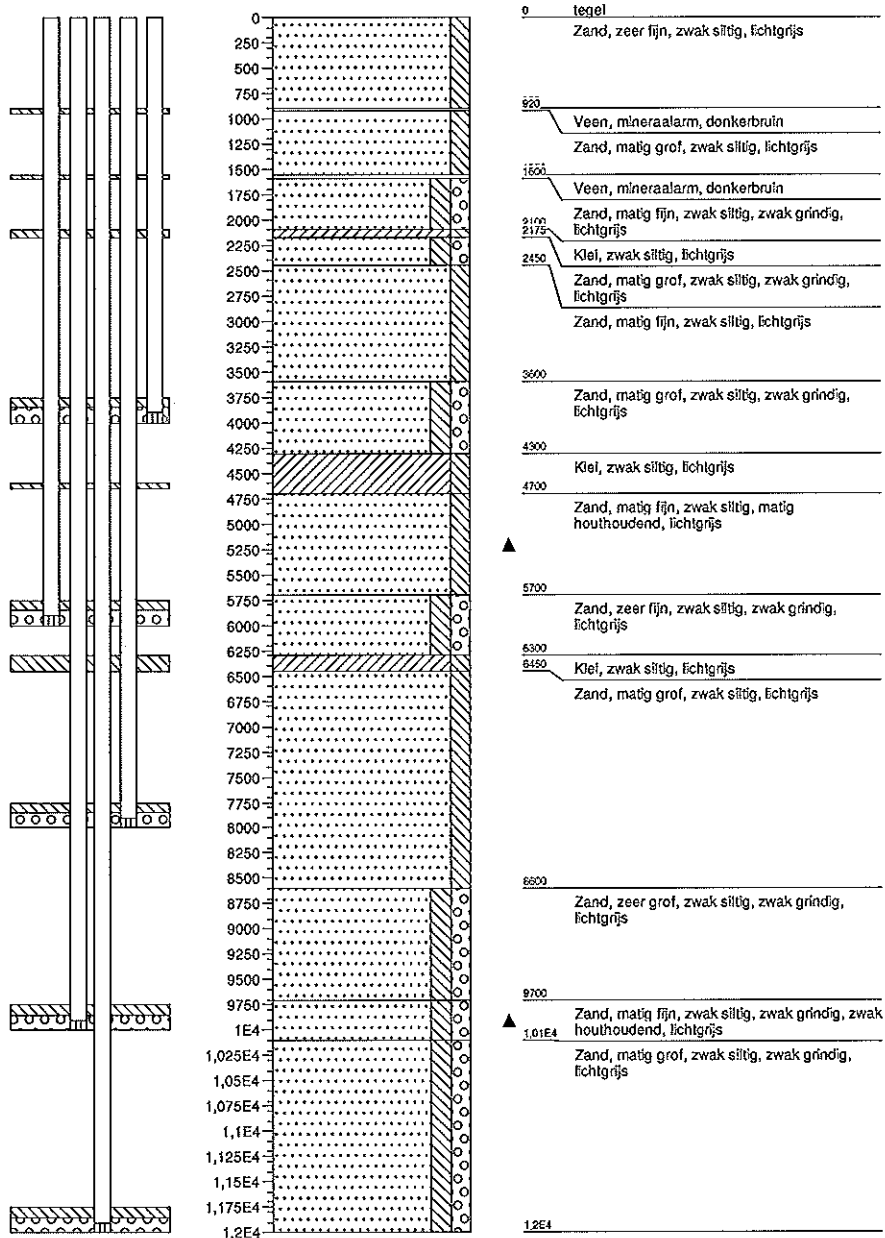 0
250
500
750
1000
1250
1500
1750
2000
2250
2500
2750
3000
3250
3500
3750
4000
4250
4500
4750
5000
5250
5500
5750
6000
6250
6500
6750
7000
7250
7500
7750
8000
8250
8500
8750
9000
9250
9500
9750
1E4
1,025E4
1,05E4
1,075E4
1,1E4
1,125E4
1,15E4
1,175E4
1,2E4
0 tegel
Zand, zeer fijn, zwak siltig, lichtgrijs
920
Veen, mineraalarm, donkerbruin
Zand, matig grof, zwak siltig, lichtgrijs
1600
Veen, mineraalarm, donkerbruin
Zand, matig fijn, zwak siltig, zwak grindig,
lichtgrijs
2100
2175
Klei, zwak siltig, lichtgrijs
2450
Zand, matig grof, zwak siltig, zwak grindig,
lichtgrijs
Zand, matig fijn, zwak siltig, lichtgrijs
3600
Zand, matig grof, zwak siltig, zwak grindig,
lichtgrijs
4300
Klei, zwak siltig, lichtgrijs
4700
Zand, matig fijn, zwak siltig, matig
houthoudend, lichtgrijs
5700
Zand, zeer fijn, zwak siltig, zwak grindig,
lichtgrijs
6300
6450
Klei, zwak siltig, lichtgrijs
Zand, matig grof, zwak siltig, lichtgrijs
8600
Zand, zeer grof, zwak siltig, zwak grindig,
lichtgrijs
9700
Zand, matig fijn, zwak siltig, zwak grindig, zwak
houthoudend, lichtgrijs
1,01E4
Zand, matig grof, zwak siltig, zwak grindig,
lichtgrijs
1,2E4